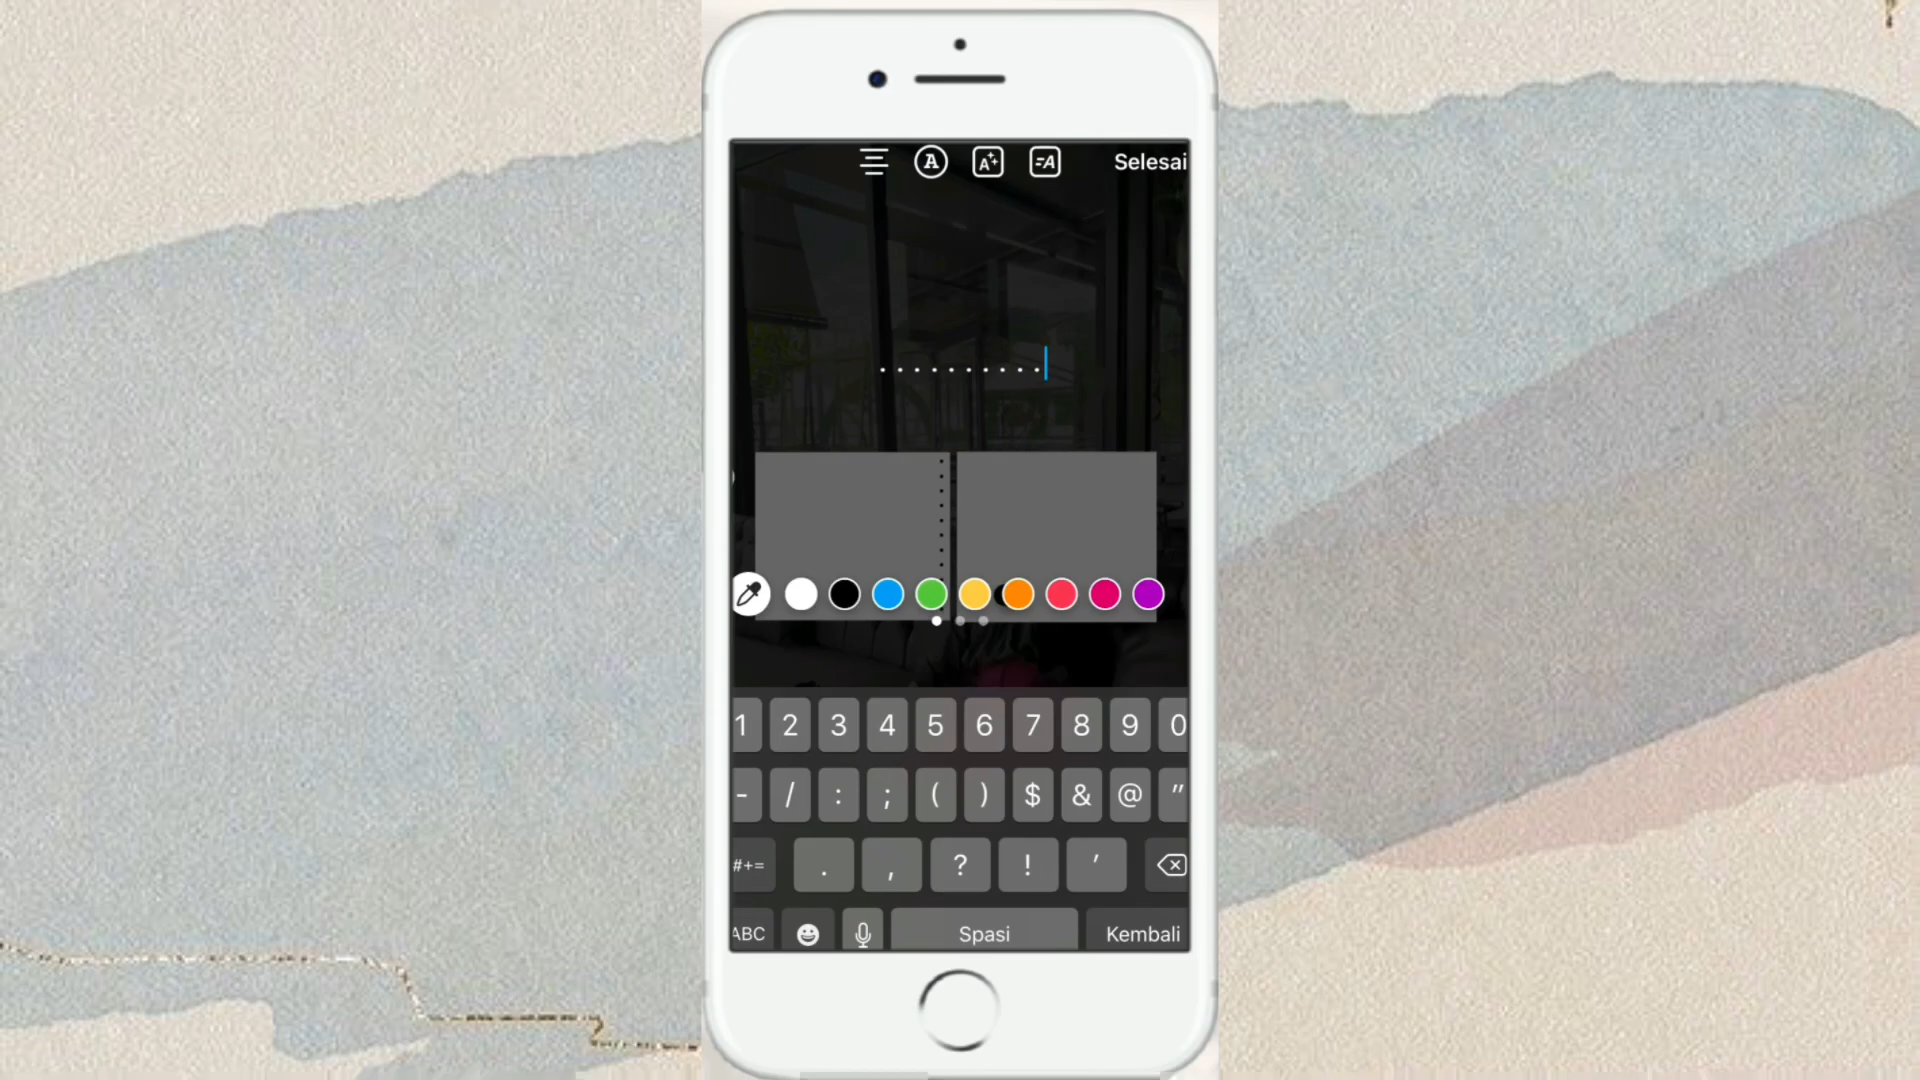 A A =A Selesai
..........
1 2 3 4 5 6 7 8 9 0
- / : ; ( ) $ & @ "
#+= . , ? ! '
ABC Spasi Kembali